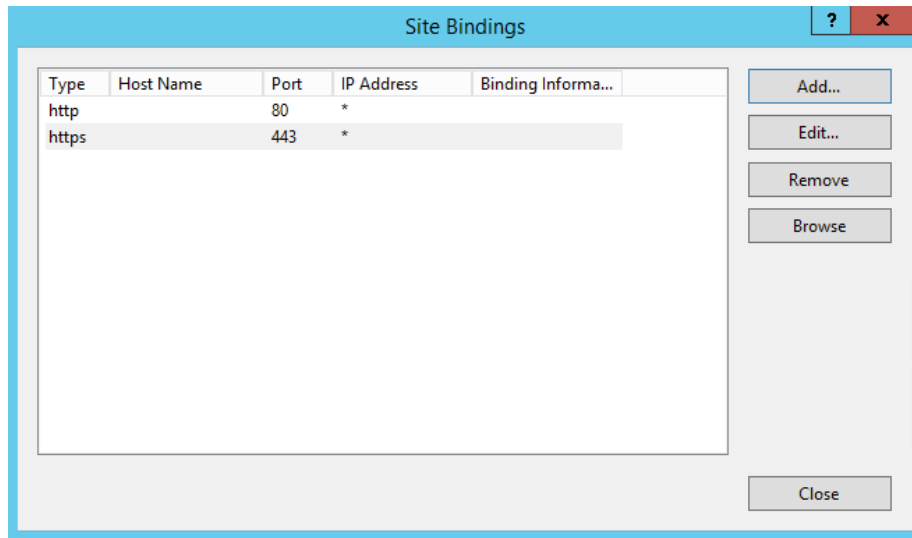 Site Bindings
? x
Type Host Name Port IP Address Binding Informa...
http 80 *
https 443 *
Add...
Edit...
Remove
Browse
Close